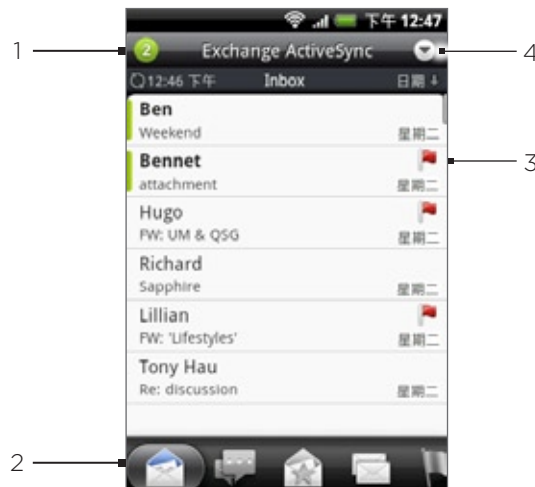 下午 12:47
1
2
Exchange ActiveSync
4
12:46 下午
Inbox
日期
Ben
Weekend
星期二
Bennet
3
attachment
星期二
Hugo
FW: UM & QSG
星期二
Richard
Sapphire
星期二
Lillian
FW: 'Lifestyles'
星期二
Tony Hau
Re: discussion
星期二
2